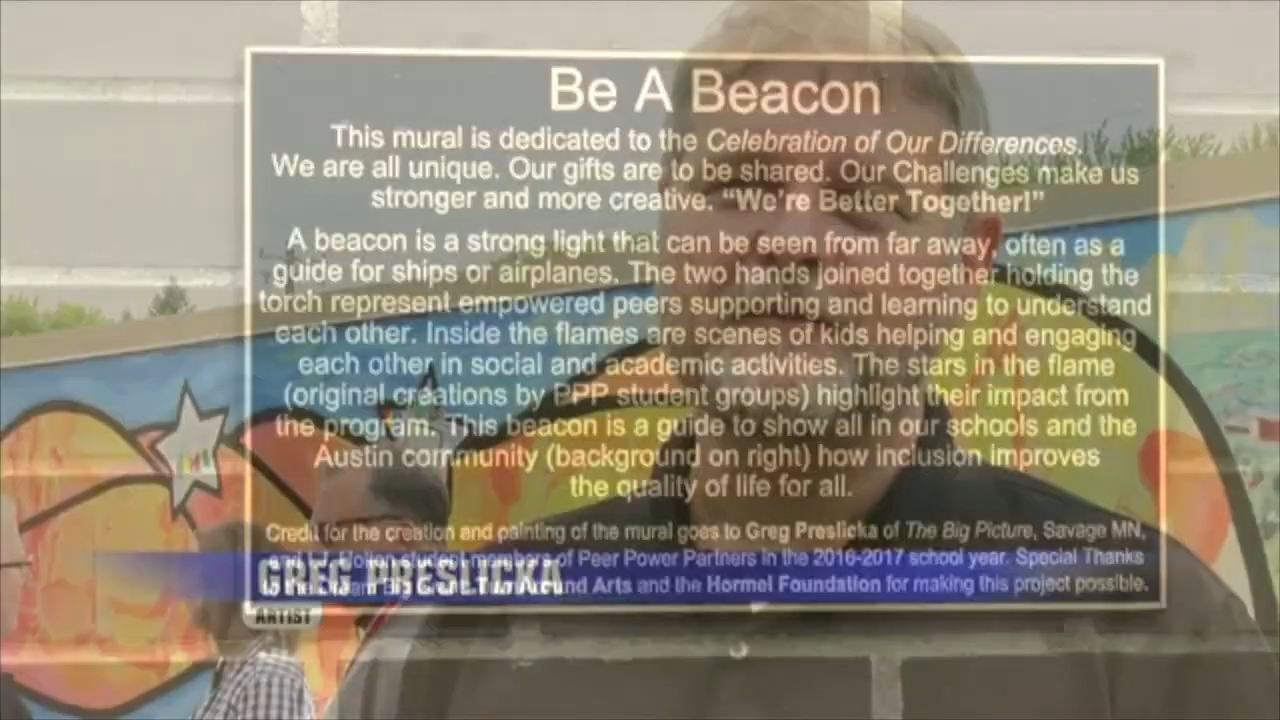 Be A Beacon
This mural is dedicated to the Celebration of Our Differences.
We are all unique. Our gifts are to be shared. Our Challenges make us
stronger and more creative. “We’re Better Together!”
A beacon is a strong light that can be seen from far away, often as a
guide for ships or airplanes. The two hands joined together holding the
torch represent empowered peers supporting and learning to understand
each other. Inside the flames are scenes of kids helping and engaging
each other in social and academic activities. The stars in the flame
(original creations by PPP student groups) highlight their impact from
the program. This beacon is a guide to show all in our schools and the
Austin community (background on right) how inclusion improves
the quality of life for all.
Credit for the creation and painting of the mural goes to Greg Preslicka of The Big Picture, Savage MN,
and Holton student members of Peer Power Partners in the 2016-2017 school year. Special Thanks
Arts and the Hormel Foundation for making this project possible.
GREG PRESLICKA
ARTIST